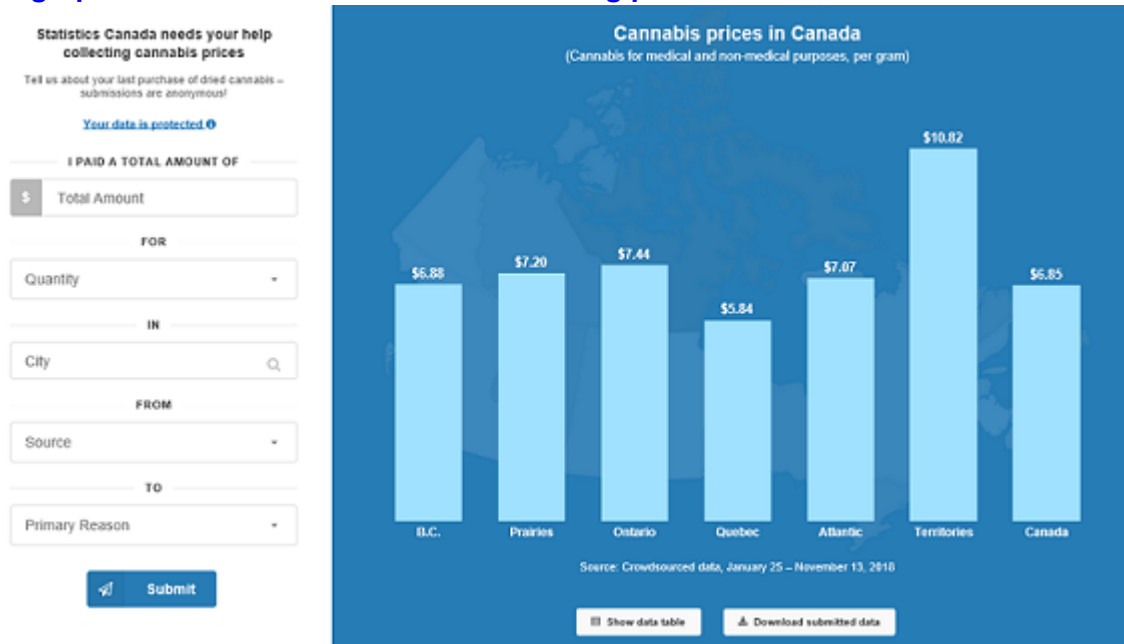 Statistics Canada needs your help
collecting cannabis prices
Tell us about your last purchase of dried cannabis –
submissions are anonymous!
Your data is protected
I PAID A TOTAL AMOUNT OF
$ Total Amount
FOR
Quantity
IN
City
FROM
Source
TO
Primary Reason
Submit
Cannabis prices in Canada
(Cannabis for medical and non-medical purposes, per gram)
$6.88 $7.20 $7.44 $5.84 $7.07 $10.82 $6.85
B.C. Prairies Ontario Quebec Atlantic Territories Canada
Source: Crowdsourced data, January 25 – November 13, 2018
Show data table Download submitted data